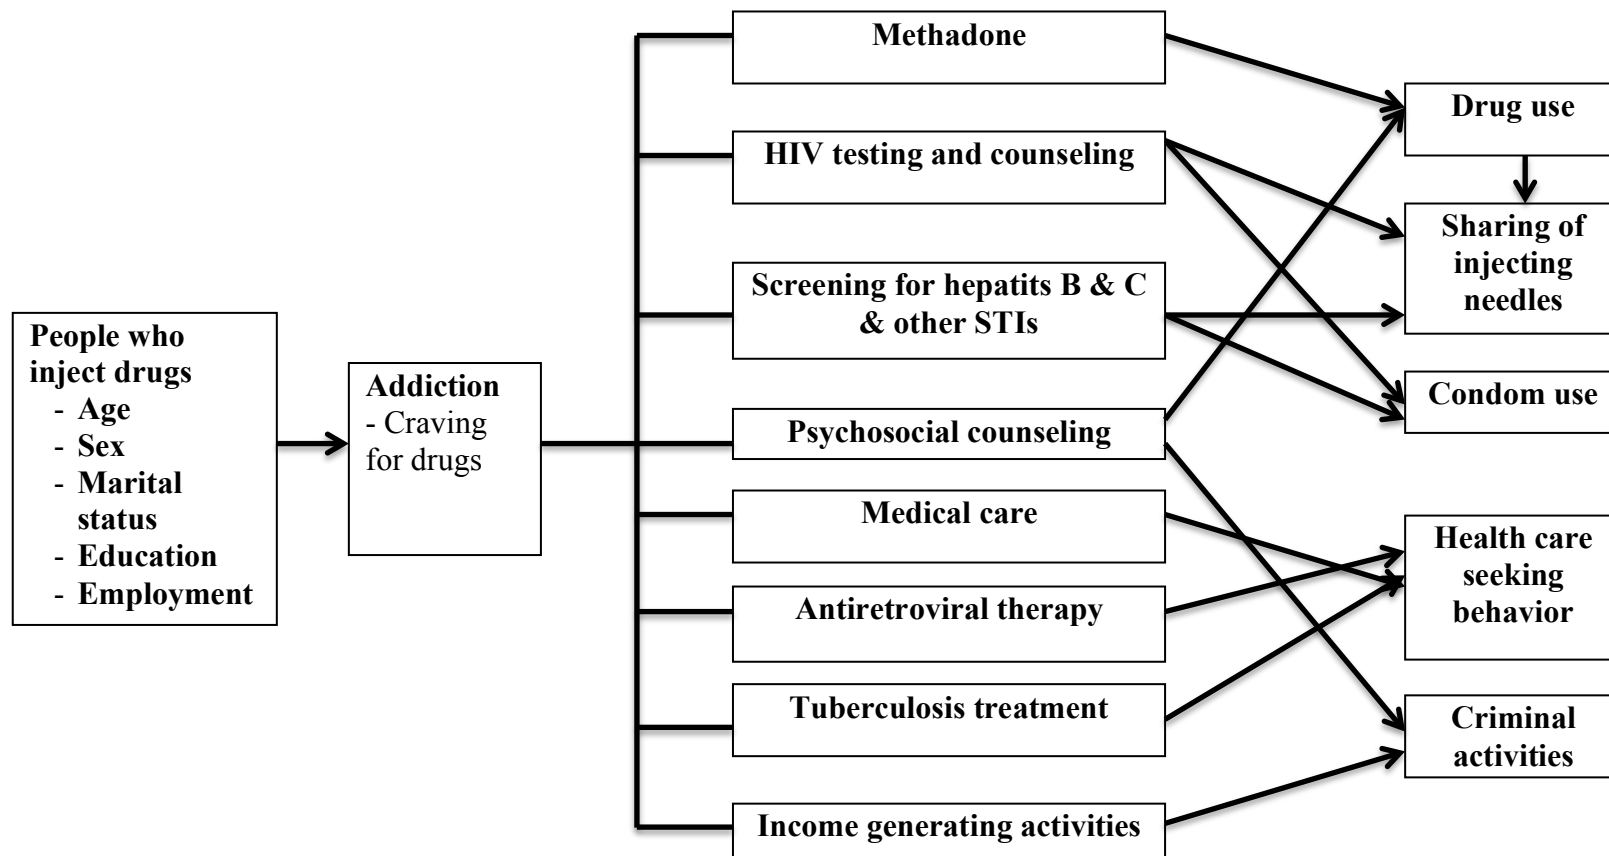 People who
inject drugs
- Age
- Sex
- Marital
status
- Education
- Employment
Addiction
- Craving
for drugs
Methadone
HIV testing and counseling
Screening for hepatits B & C
& other STIs
Psychosocial counseling
Medical care
Antiretroviral therapy
Tuberculosis treatment
Income generating activities
Drug use
Sharing of
injecting
needles
Condom use
Health care
seeking
behavior
Criminal
activities